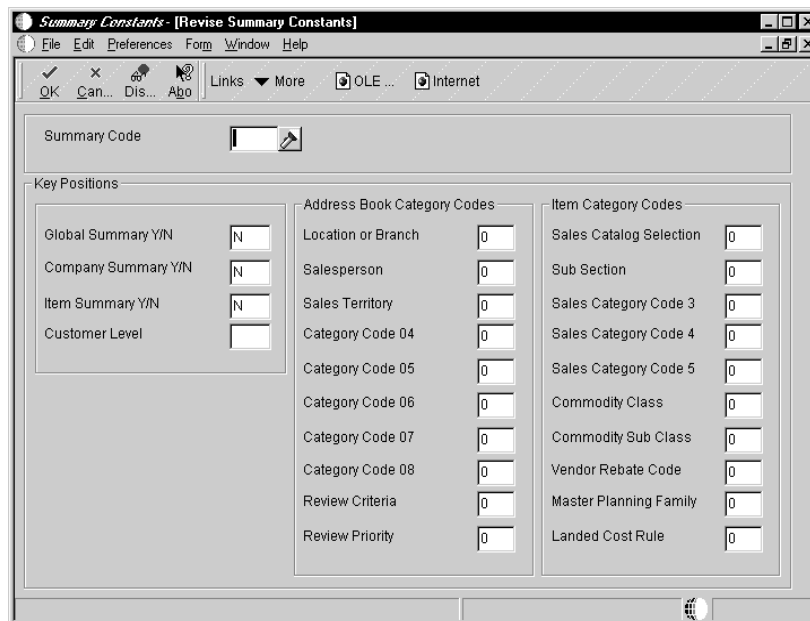 Summary Constants - [Revise Summary Constants]
File Edit Preferences Form Window Help
OK Can... Dis... Abo Links More OLE ... Internet
Summary Code
Key Positions
Global Summary Y/N N
Company Summary Y/N N
Item Summary Y/N N
Customer Level
Address Book Category Codes
Location or Branch 0
Salesperson 0
Sales Territory 0
Category Code 04 0
Category Code 05 0
Category Code 06 0
Category Code 07 0
Category Code 08 0
Review Criteria 0
Review Priority 0
Item Category Codes
Sales Catalog Selection 0
Sub Section 0
Sales Category Code 3 0
Sales Category Code 4 0
Sales Category Code 5 0
Commodity Class 0
Commodity Sub Class 0
Vendor Rebate Code 0
Master Planning Family 0
Landed Cost Rule 0